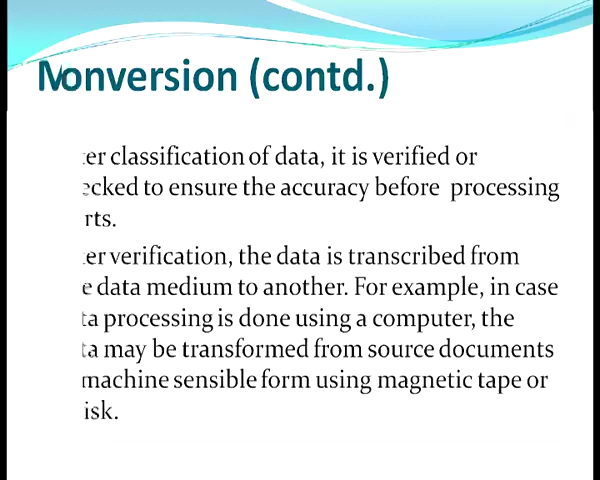 onversion (contd.)
er classification of data, it is verified or
ecked to ensure the accuracy before processing
rts.
er verification, the data is transcribed from
e data medium to another. For example, in case
ta processing is done using a computer, the
ta may be transformed from source documents
machine sensible form using magnetic tape or
isk.